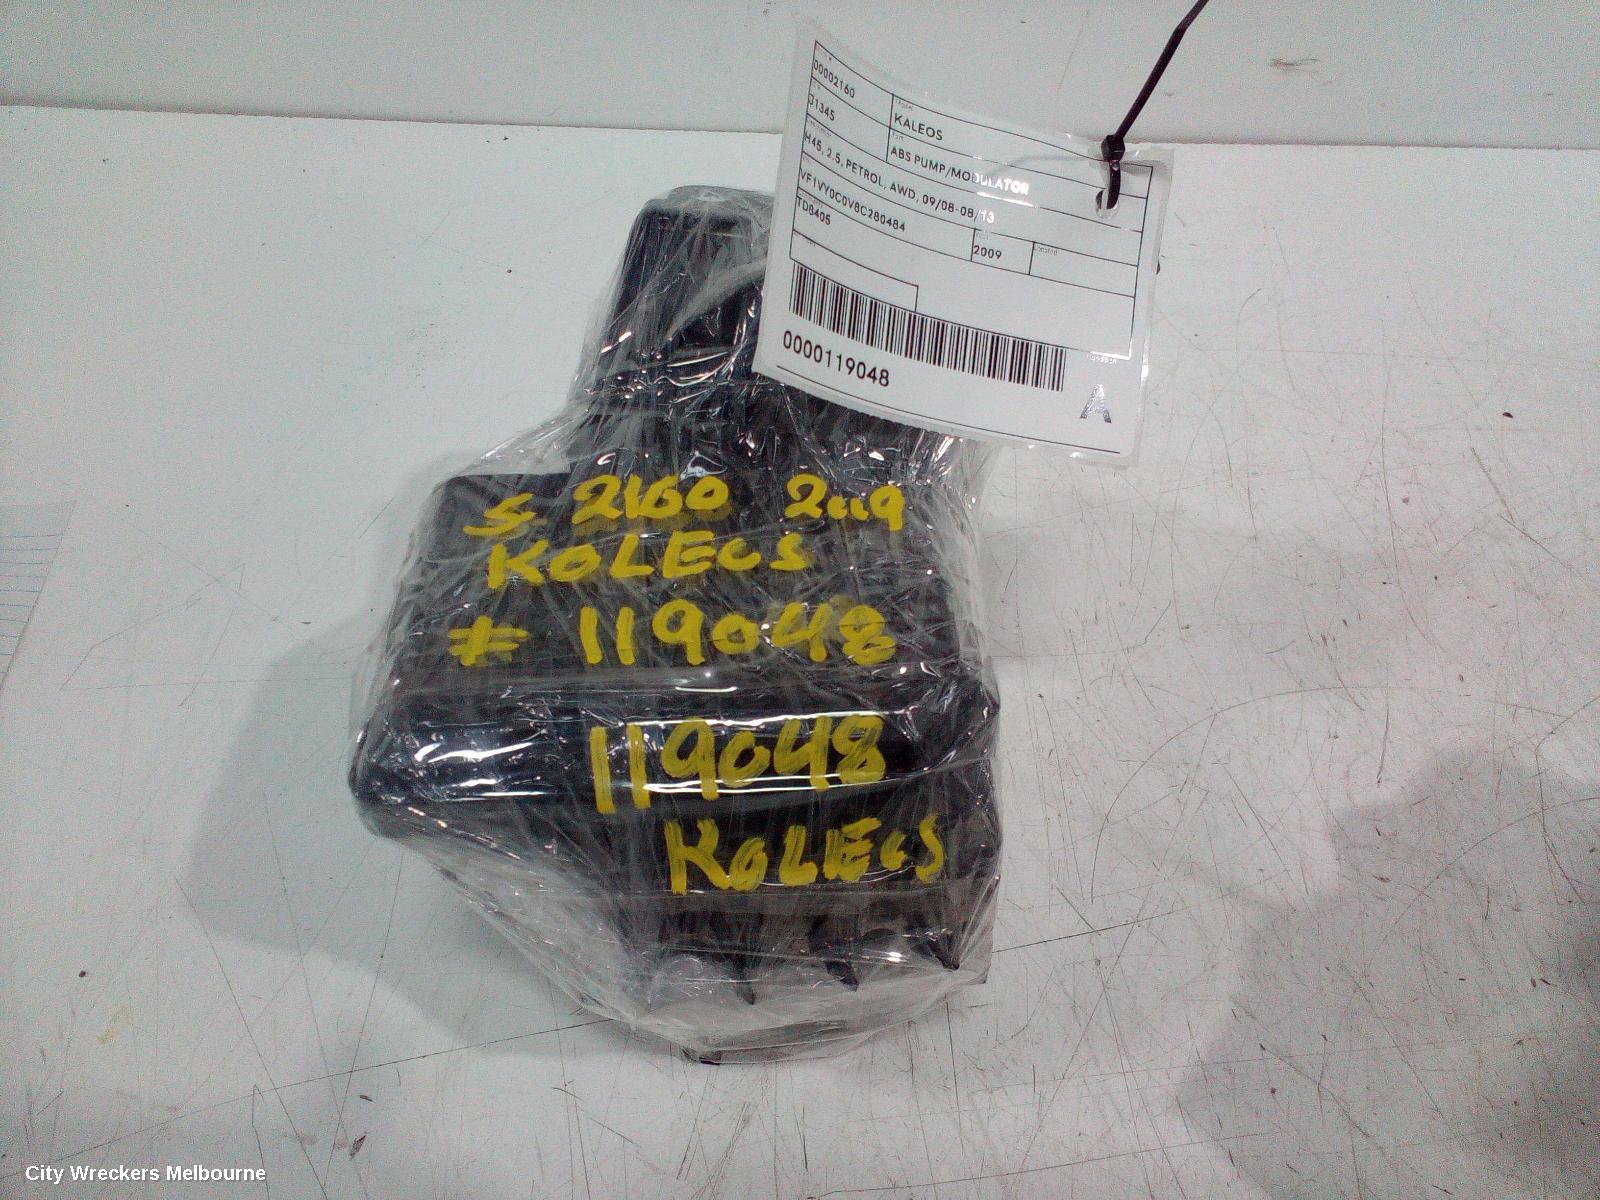 00002160
KALEOS
J1345
ABS PUMP/MODULATOR
H45, 2.5, PETROL, AWD, 09/08-08/13
VF1VY0C0V8C280484
2009
TD8405
0000119048
A
S 2160 2009
KOLEOS
# 119048
119048
KOLEOS
City Wreckers Melbourne